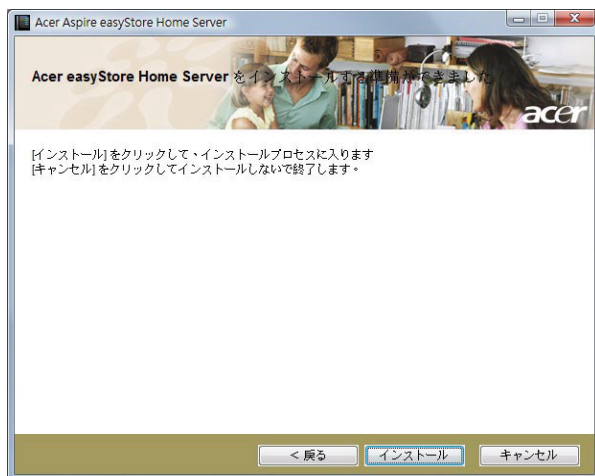 Acer Aspire easyStore Home Server
Acer easyStore Home Server をインストールする準備ができました
acer
[インストール] をクリックして、インストールプロセスに入ります
[キャンセル] をクリックしてインストールしないで終了します。
< 戻る
インストール
キャンセル